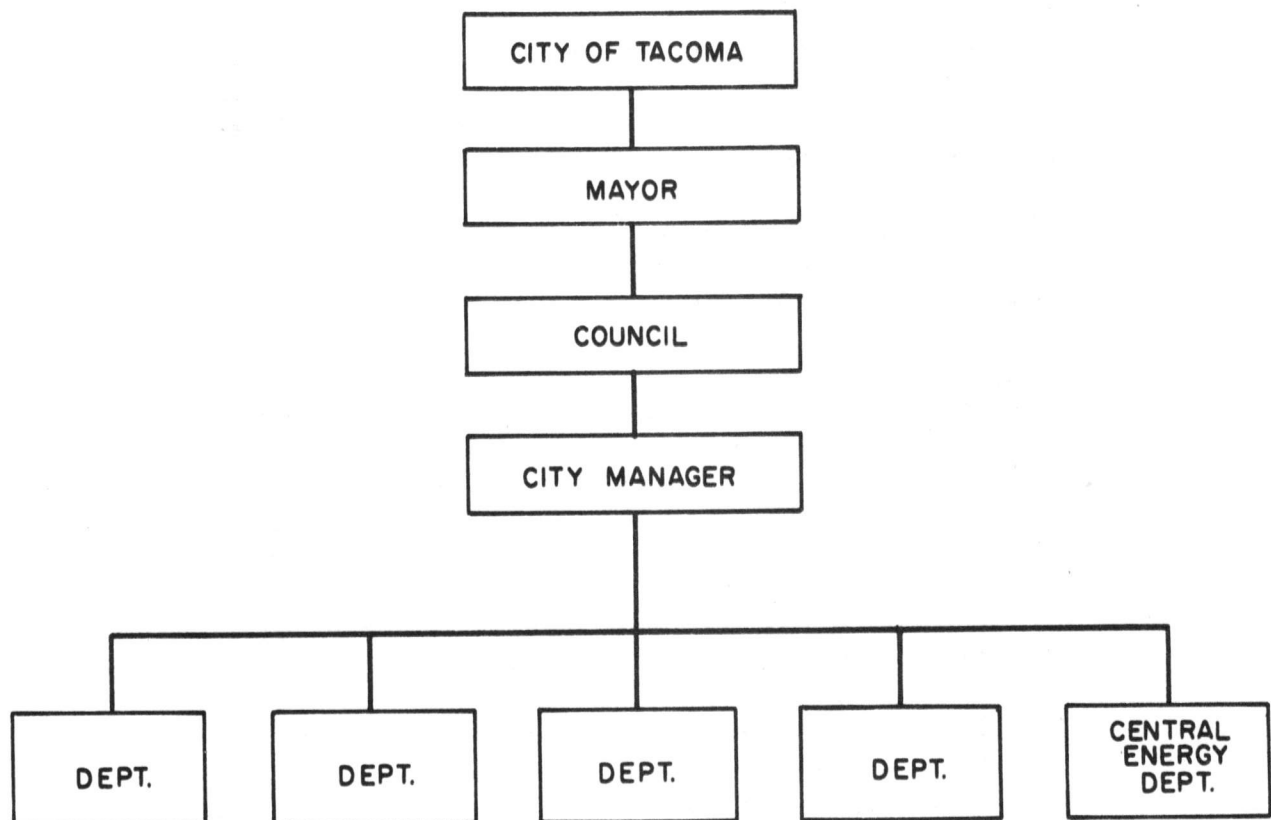 CITY OF TACOMA
MAYOR
COUNCIL
CITY MANAGER
DEPT.
DEPT.
DEPT.
DEPT.
CENTRAL
ENERGY
DEPT.